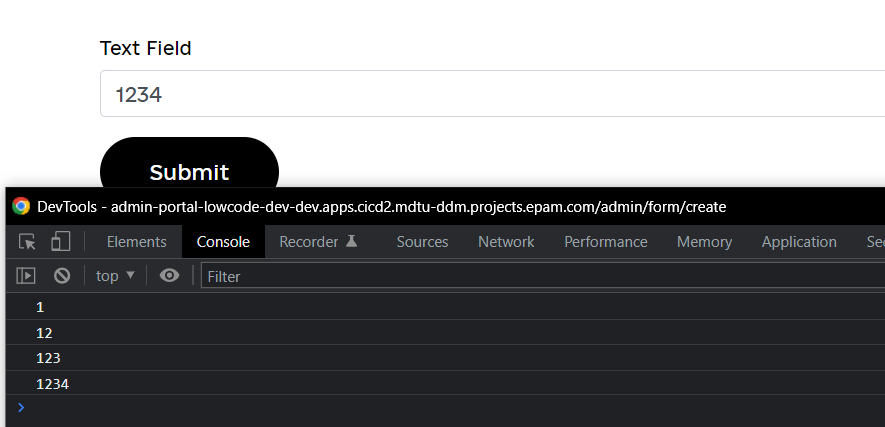 Text Field
1234
Submit
DevTools - admin-portal-lowcode-dev-dev.apps.cicd2.mdtu-ddm.projects.epam.com/admin/form/create
Elements Console Recorder Sources Network Performance Memory Application
top Filter
1
12
123
1234